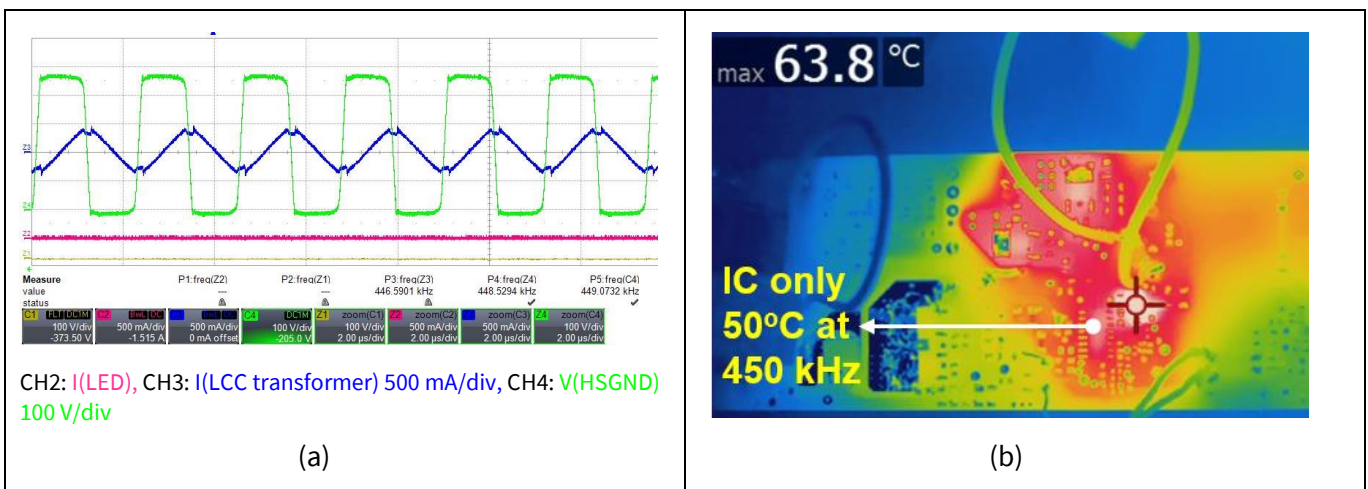 Z3
Z4
Z2
Z1
Measure P1:freq(Z2) P2:freq(Z1) P3:freq(Z3) P4:freq(Z4) P5:freq(C4)
value --- --- 446.5901 kHz 448.5294 kHz 449.0732 kHz
status
C1 FLT DC1M C2 BwL DC C4 DC1M Z1 zoom(C1) Z2 zoom(C2) zoom(C3) Z4 zoom(C4)
100 V/div 500 mA/div 500 mA/div 100 V/div 100 V/div 500 mA/div 500 mA/div 100 V/div
-373.50 V -1.515 A 0 mA offset -205.0 V 2.00 µs/div 2.00 µs/div 2.00 µs/div 2.00 µs/div
CH2: I(LED), CH3: I(LCC transformer) 500 mA/div, CH4: V(HSGND)
100 V/div
(a)
max 63.8 °C
IC only
50°C at
450 kHz
(b)